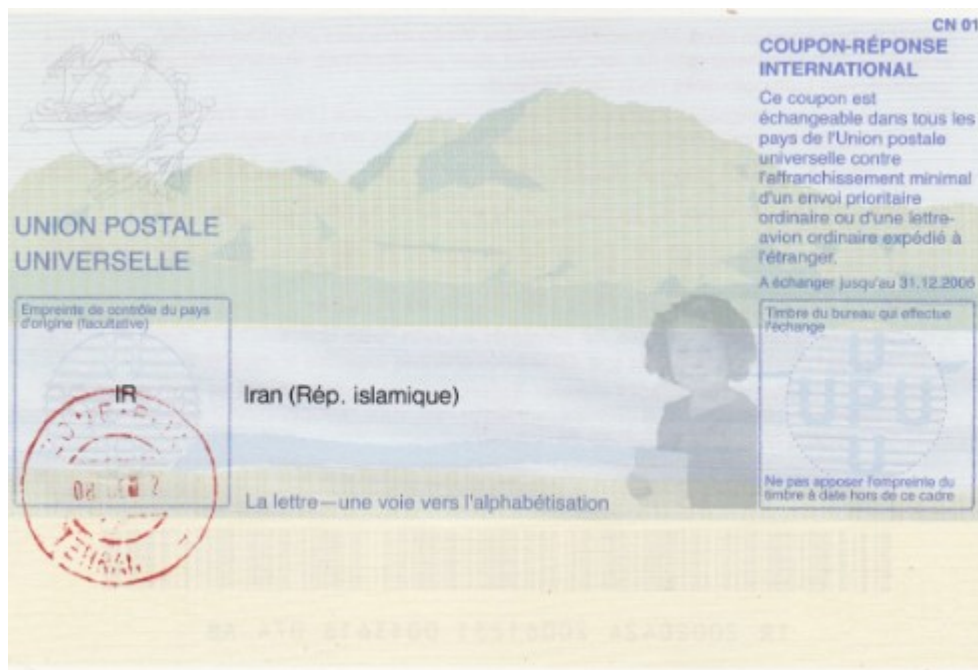 CN 01
COUPON-RÉPONSE
INTERNATIONAL
Ce coupon est
échangeable dans tous les
pays de l'Union postale
universelle contre
l'affranchissement minimal
d'un envoi prioritaire
ordinaire ou d'une lettre-
avion ordinaire expédié à
l'étranger.
A échanger jusqu'au 31.12.2006
UNION POSTALE
UNIVERSELLE
Empreinte de contrôle du pays
d'origine (facultative)
IR
Iran (Rép. islamique)
TEHRAN
La lettre—une voie vers l'alphabétisation
Timbre du bureau qui effectue
l'échange
U
UPU
U
Ne pas apposer l'empreinte du
timbre à date hors de ce cadre